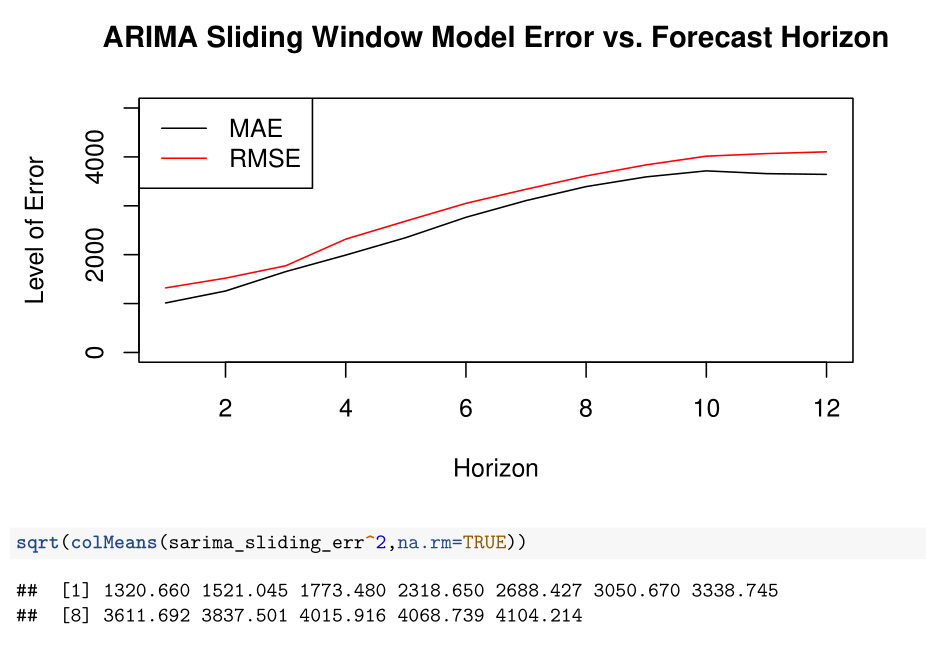 ARIMA Sliding Window Model Error vs. Forecast Horizon
MAE
RMSE
Level of Error
4000
2000
0
2 4 6 8 10 12
Horizon
sqrt(colMeans(sarima_sliding_err^2,na.rm=TRUE))
## [1] 1320.660 1521.045 1773.480 2318.650 2688.427 3050.670 3338.745
## [8] 3611.692 3837.501 4015.916 4068.739 4104.214